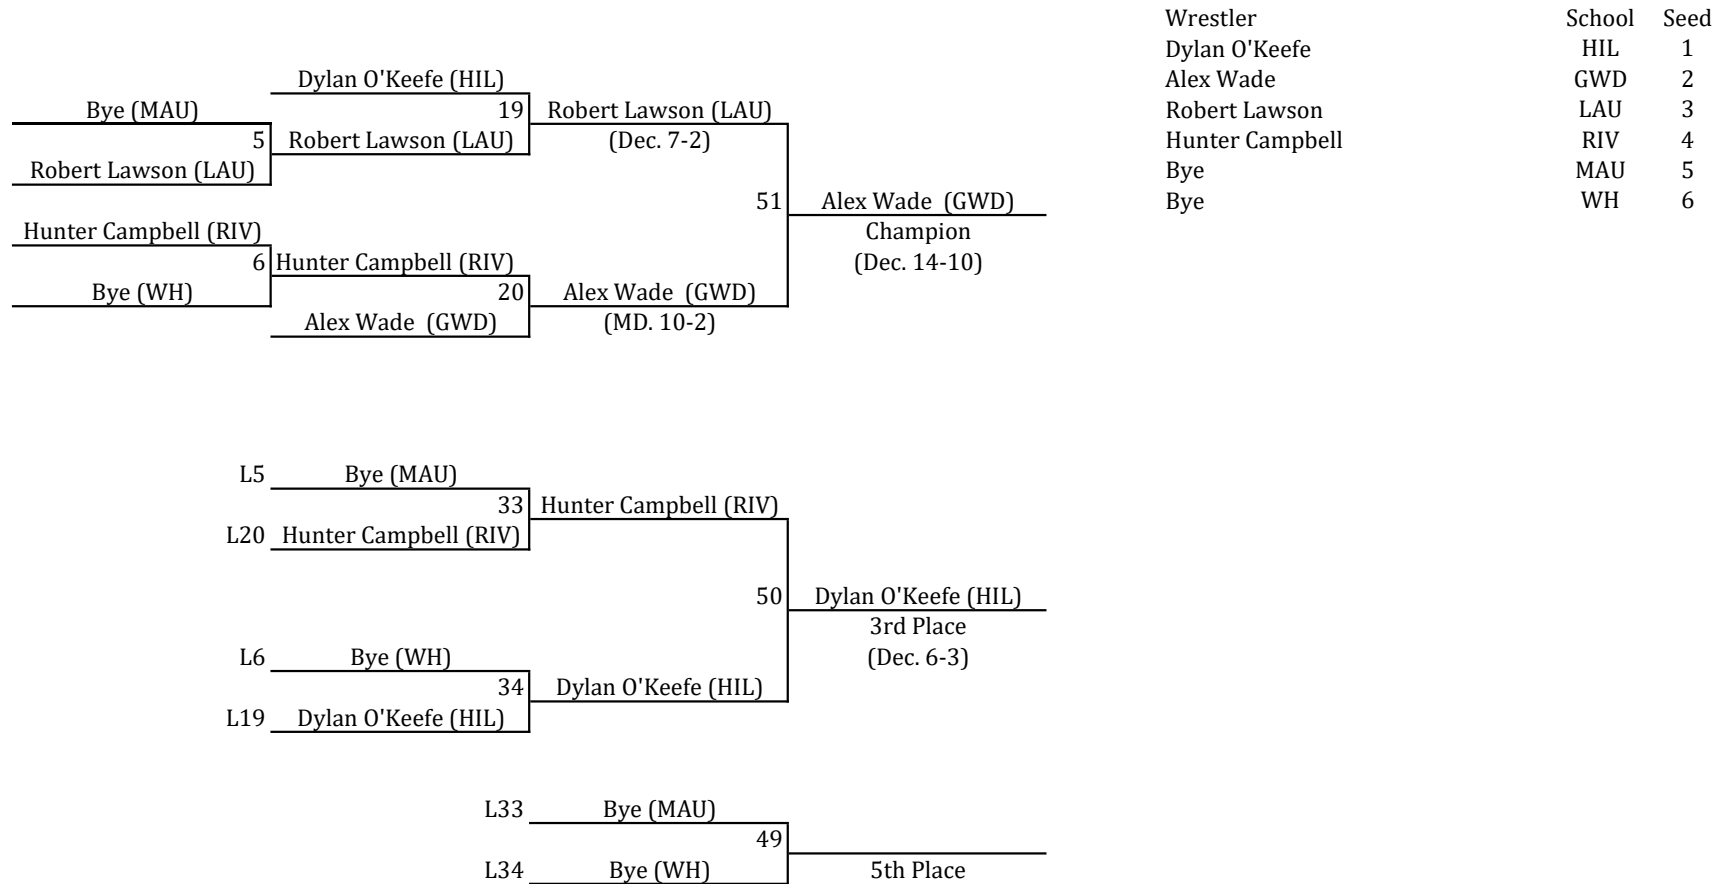 Wrestler School Seed
Dylan O'Keefe HIL 1
Dylan O'Keefe (HIL) Alex Wade GWD 2
Bye (MAU) 19 Robert Lawson (LAU) Robert Lawson LAU 3
5 Robert Lawson (LAU) (Dec. 7-2) Hunter Campbell RIV 4
Robert Lawson (LAU) Bye MAU 5
51 Alex Wade (GWD) Bye WH 6
Hunter Campbell (RIV) Champion
6 Hunter Campbell (RIV) (Dec. 14-10)
Bye (WH) 20 Alex Wade (GWD)
Alex Wade (GWD) (MD. 10-2)
L5 Bye (MAU)
33 Hunter Campbell (RIV)
L20 Hunter Campbell (RIV)
50 Dylan O'Keefe (HIL)
3rd Place
L6 Bye (WH) (Dec. 6-3)
34 Dylan O'Keefe (HIL)
L19 Dylan O'Keefe (HIL)
L33 Bye (MAU)
49
L34 Bye (WH) 5th Place